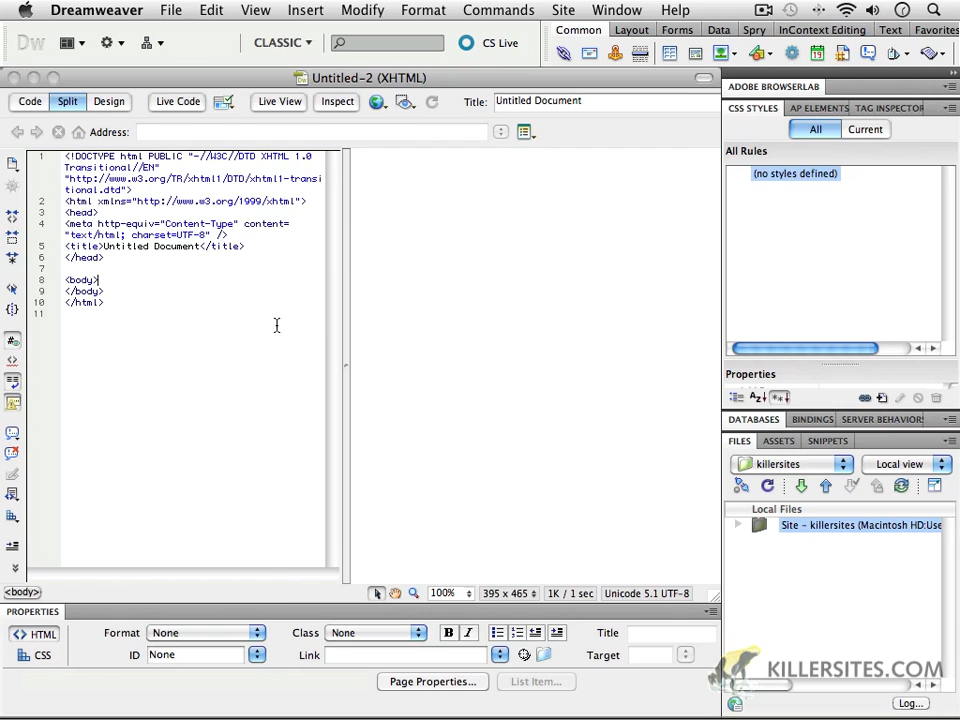 Dreamweaver File Edit View Insert Modify Format Commands Site Window Help
Dw CLASSIC CS Live
Common Layout Forms Data Spry InContext Editing Text Favorites
Untitled-2 (XHTML)
Code Split Design Live Code Live View Inspect Title: Untitled Document
Address:
1 <!DOCTYPE html PUBLIC "-//W3C//DTD XHTML 1.0
Transitional//EN"
"http://www.w3.org/TR/xhtml1/DTD/xhtml1-transi
tional.dtd">
2 <html xmlns="http://www.w3.org/1999/xhtml">
3 <head>
4 <meta http-equiv="Content-Type" content=
"text/html; charset=UTF-8" />
5 <title>Untitled Document</title>
6 </head>
7
8 <body>
9 </body>
10 </html>
11
<body>
100% 395 x 465 1K / 1 sec Unicode 5.1 UTF-8
ADOBE BROWSERLAB
CSS STYLES AP ELEMENTS TAG INSPECTOR
All Current
All Rules
(no styles defined)
Properties
DATABASES BINDINGS SERVER BEHAVIORS
FILES ASSETS SNIPPETS
killersites Local view
Local Files
Site - killersites (Macintosh HD:Use
Log...
PROPERTIES
HTML Format None Class None B I Title
CSS ID None Link Target
Page Properties... List Item...
KILLERSITES.COM